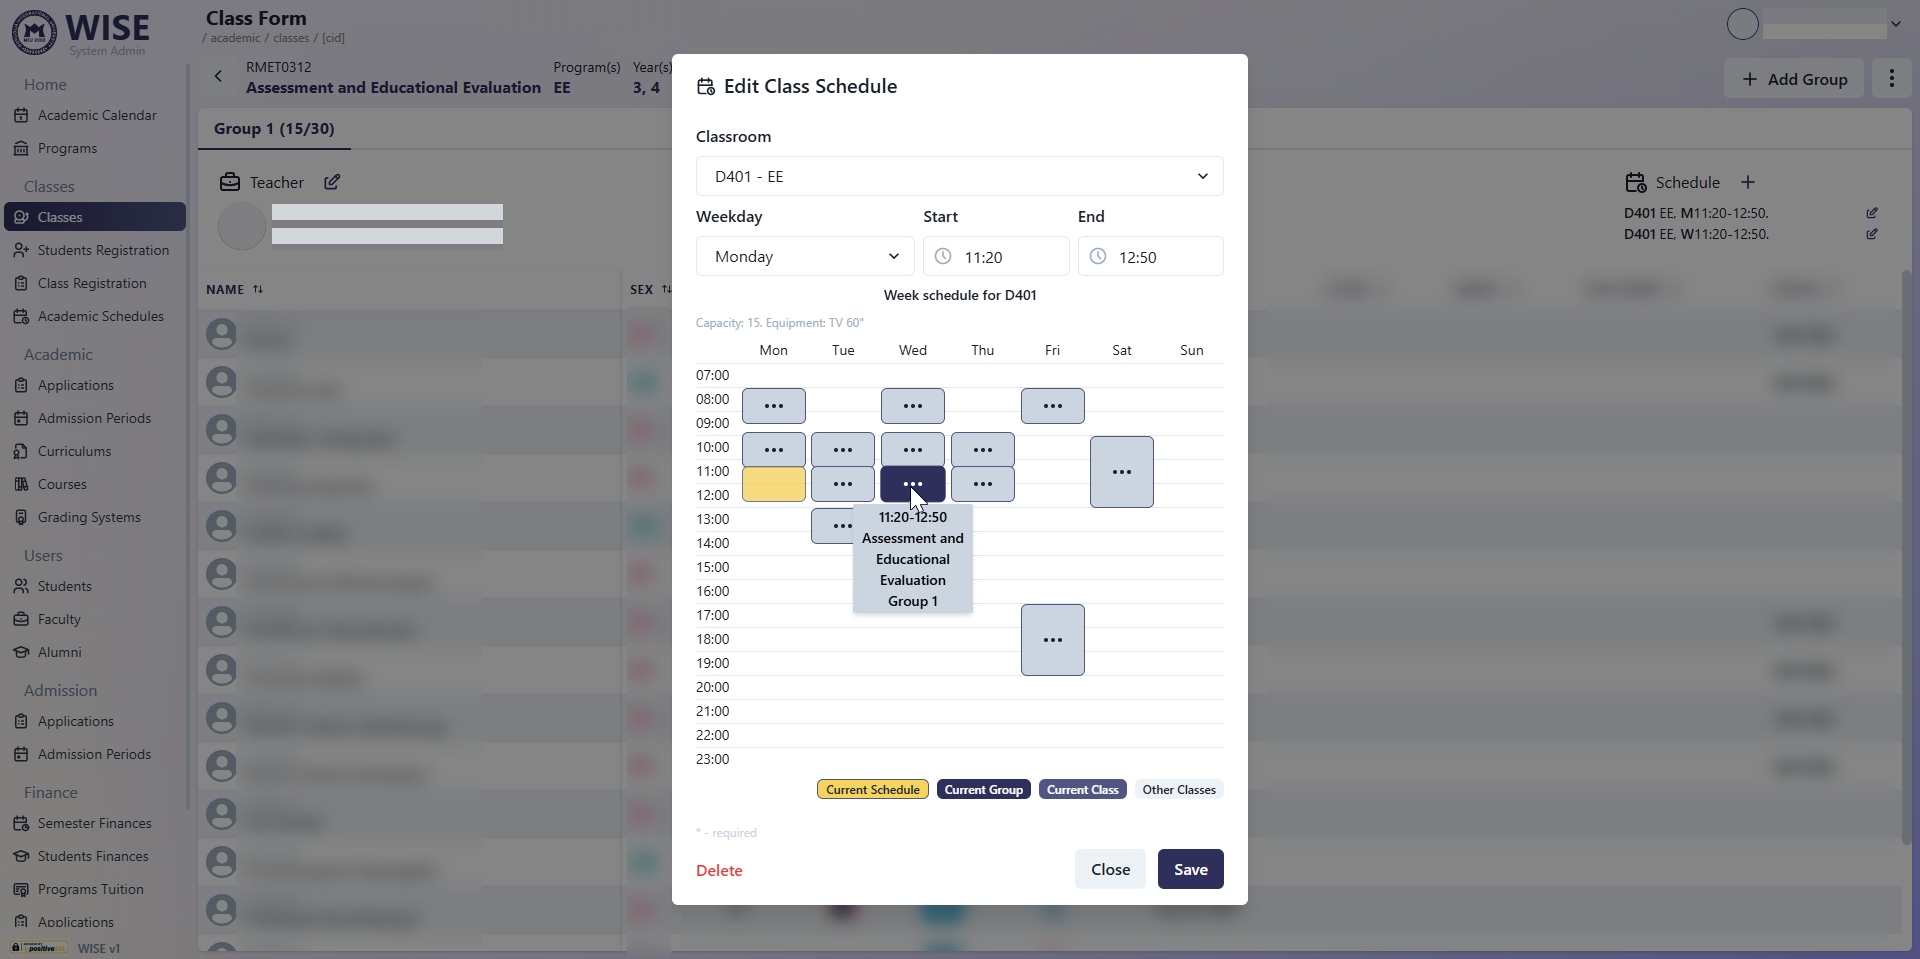 WISE
System Admin
Home
Academic Calendar
Programs
Classes
Classes
Students Registration
Class Registration
Academic Schedules
Academic
Applications
Admission Periods
Curriculums
Courses
Grading Systems
Users
Students
Faculty
Alumni
Admission
Applications
Admission Periods
Finance
Semester Finances
Students Finances
Programs Tuition
Applications
positive
WISE v1
Class Form
/ academic / classes / [cid]
RMET0312
Assessment and Educational Evaluation
Program(s)
EE
Year(s)
3, 4
Add Group
Group 1 (15/30)
Teacher
Schedule
D401 EE, M11:20-12:50.
D401 EE, W11:20-12:50.
NAME
SEX
Edit Class Schedule
Classroom
D401 - EE
Weekday Start End
Monday 11:20 12:50
Week schedule for D401
Capacity: 15. Equipment: TV 60"
Mon Tue Wed Thu Fri Sat Sun
07:00
08:00
09:00
10:00
11:00
12:00
13:00
14:00
15:00
16:00
17:00
18:00
19:00
20:00
21:00
22:00
23:00
11:20-12:50
Assessment and
Educational
Evaluation
Group 1
Current Schedule Current Group Current Class Other Classes
* - required
Delete Close Save